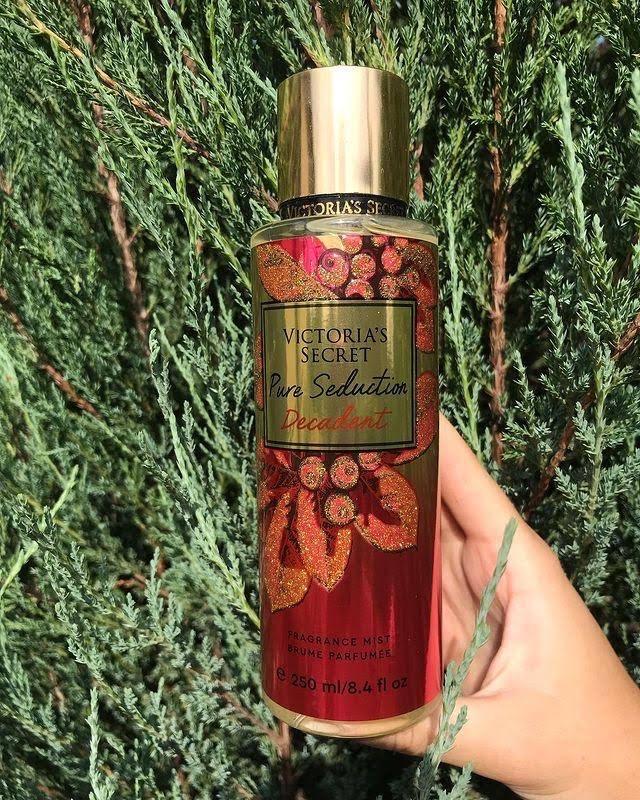 VICTORIA'S SECRET
VICTORIA'S
SECRET
Pure Seduction
Decadent
FRAGRANCE MIST
BRUME PARFUMÉE
℮ 250 ml/8.4 fl oz